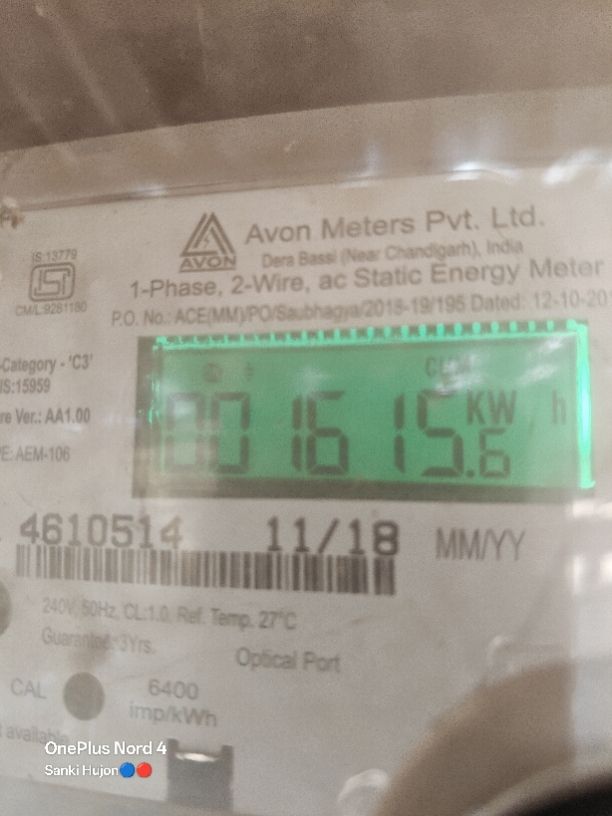 Avon Meters Pvt. Ltd.
AVON
Dera Bassi (Near Chandigarh), India
IS:13779
1-Phase, 2-Wire, ac Static Energy Meter
CM/L:9261180
P.O. No.: ACE(MM)/PO/Saubhagya/2018-19/195 Dated: 12-10-201
-Category - 'C3'
IS:15959
re Ver.: AA1.00
PE: AEM-106
CUM
001615.6 KW h
4610514 11/18 MM/YY
240V, 50Hz, CL:1.0, Ref. Temp. 27°C
Guarantee:3Yrs.
Optical Port
CAL 6400
imp/kWh
t available
OnePlus Nord 4
Sanki Hujon🔵🔴